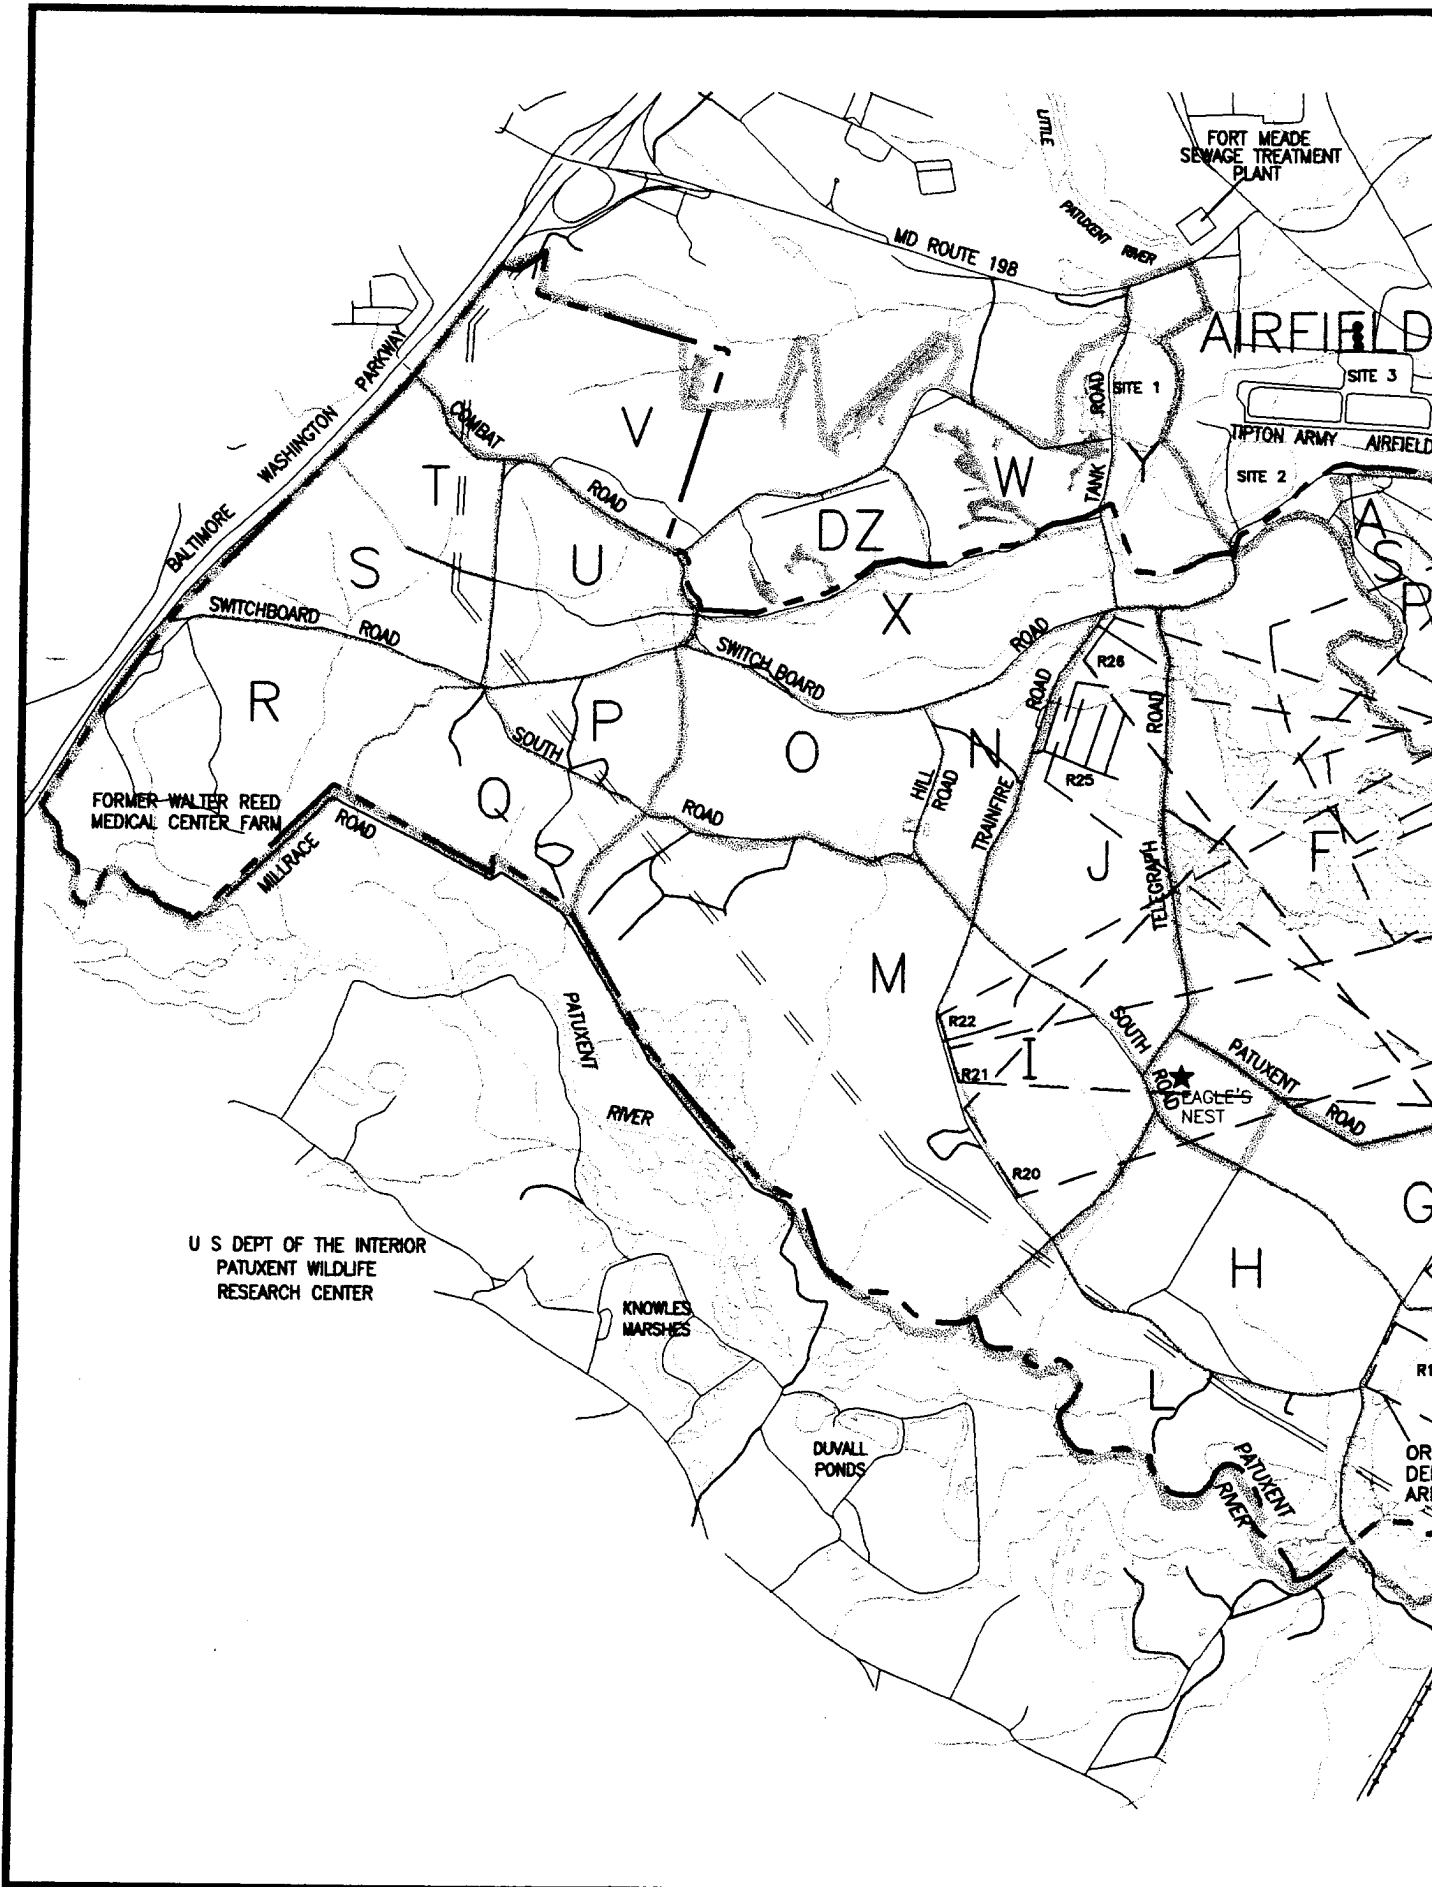 LITTLE
PATUXENT RIVER
FORT MEADE
SEWAGE TREATMENT
PLANT
MD ROUTE 198
AIRFIELD
SITE 3
SITE 1
TIPTON ARMY AIRFIELD
SITE 2
BALTIMORE WASHINGTON PARKWAY
COMBAT ROAD
TANK ROAD
V
W
Y
T
DZ
A
S
P
S
U
X
SWITCHBOARD ROAD
SWITCH BOARD
ROAD
R26
R
P
O
N
ROAD
ROAD
SOUTH
ROAD
R25
HILL
ROAD
TRAINFIRE
Q
FORMER WALTER REED
MEDICAL CENTER FARM
MILLRACE
ROAD
J
TELEGRAPH
F
M
R22
R21
I
SOUTH
ROAD
EAGLE'S
NEST
PATUXENT
ROAD
PATUXENT
RIVER
R20
G
H
U S DEPT OF THE INTERIOR
PATUXENT WILDLIFE
RESEARCH CENTER
KNOWLES
MARSHES
R1
L
DUVALL
PONDS
PATUXENT
RIVER
OR
DE
AR